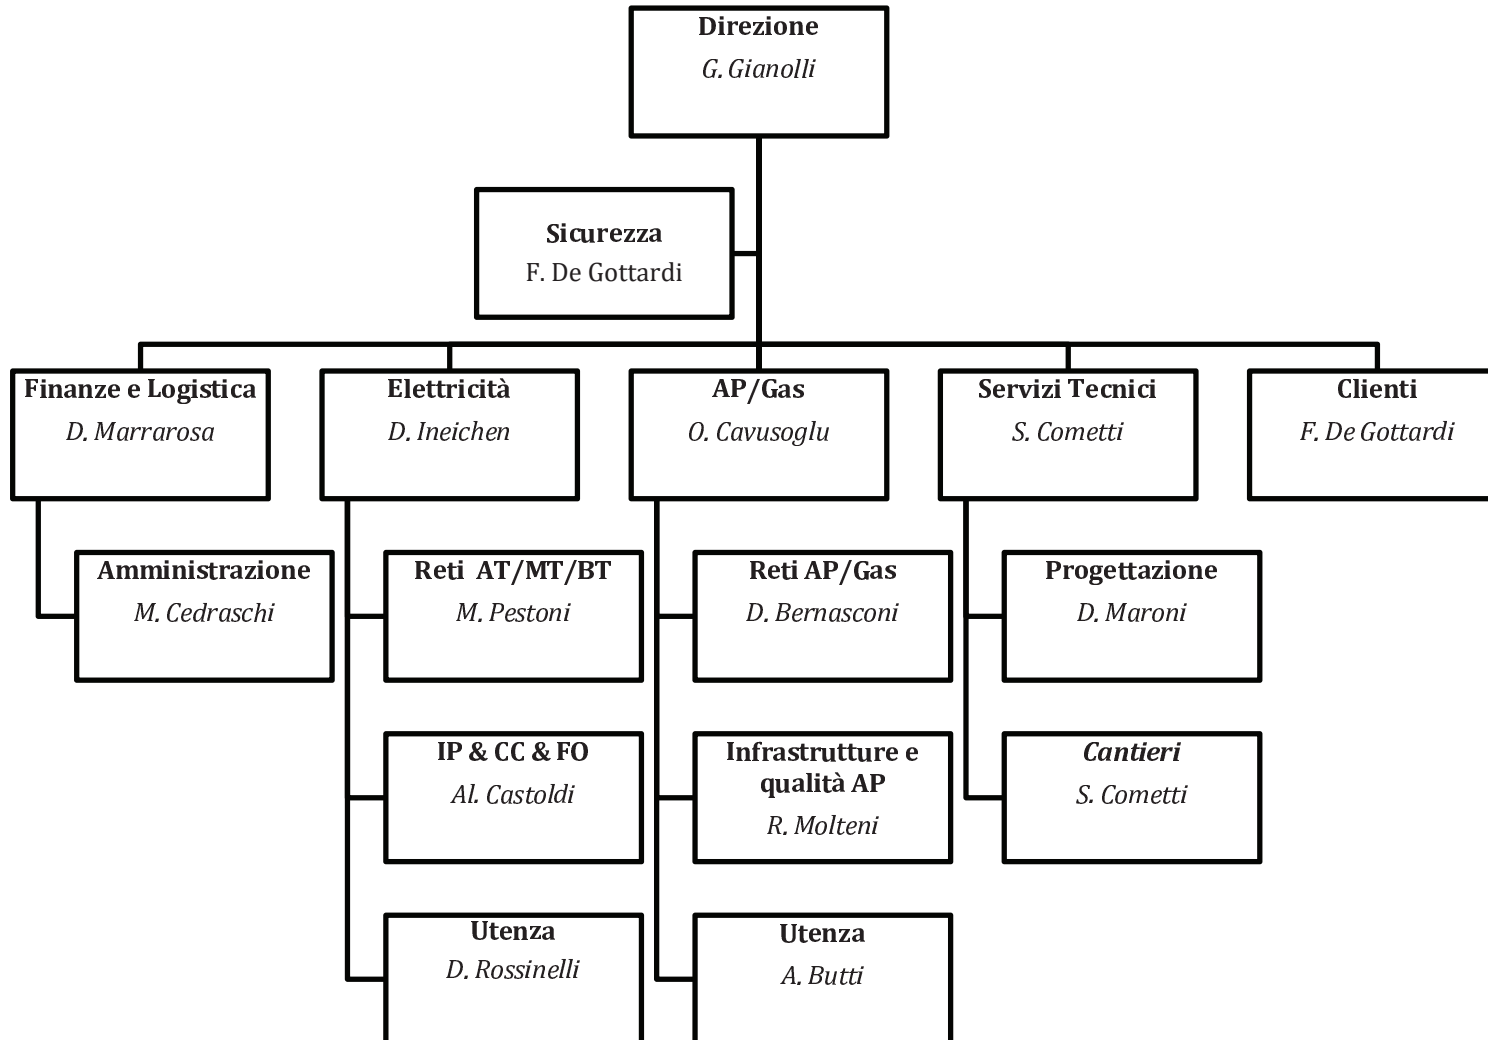 Direzione
G. Gianolli
Sicurezza
F. De Gottardi
Finanze e Logistica
D. Marrarosa
Elettricità
D. Ineichen
AP/Gas
O. Cavusoglu
Servizi Tecnici
S. Cometti
Clienti
F. De Gottardi
Amministrazione
M. Cedraschi
Reti AT/MT/BT
M. Pestoni
Reti AP/Gas
D. Bernasconi
Progettazione
D. Maroni
IP & CC & FO
Al. Castoldi
Infrastrutture e
qualità AP
R. Molteni
Cantieri
S. Cometti
Utenza
D. Rossinelli
Utenza
A. Butti